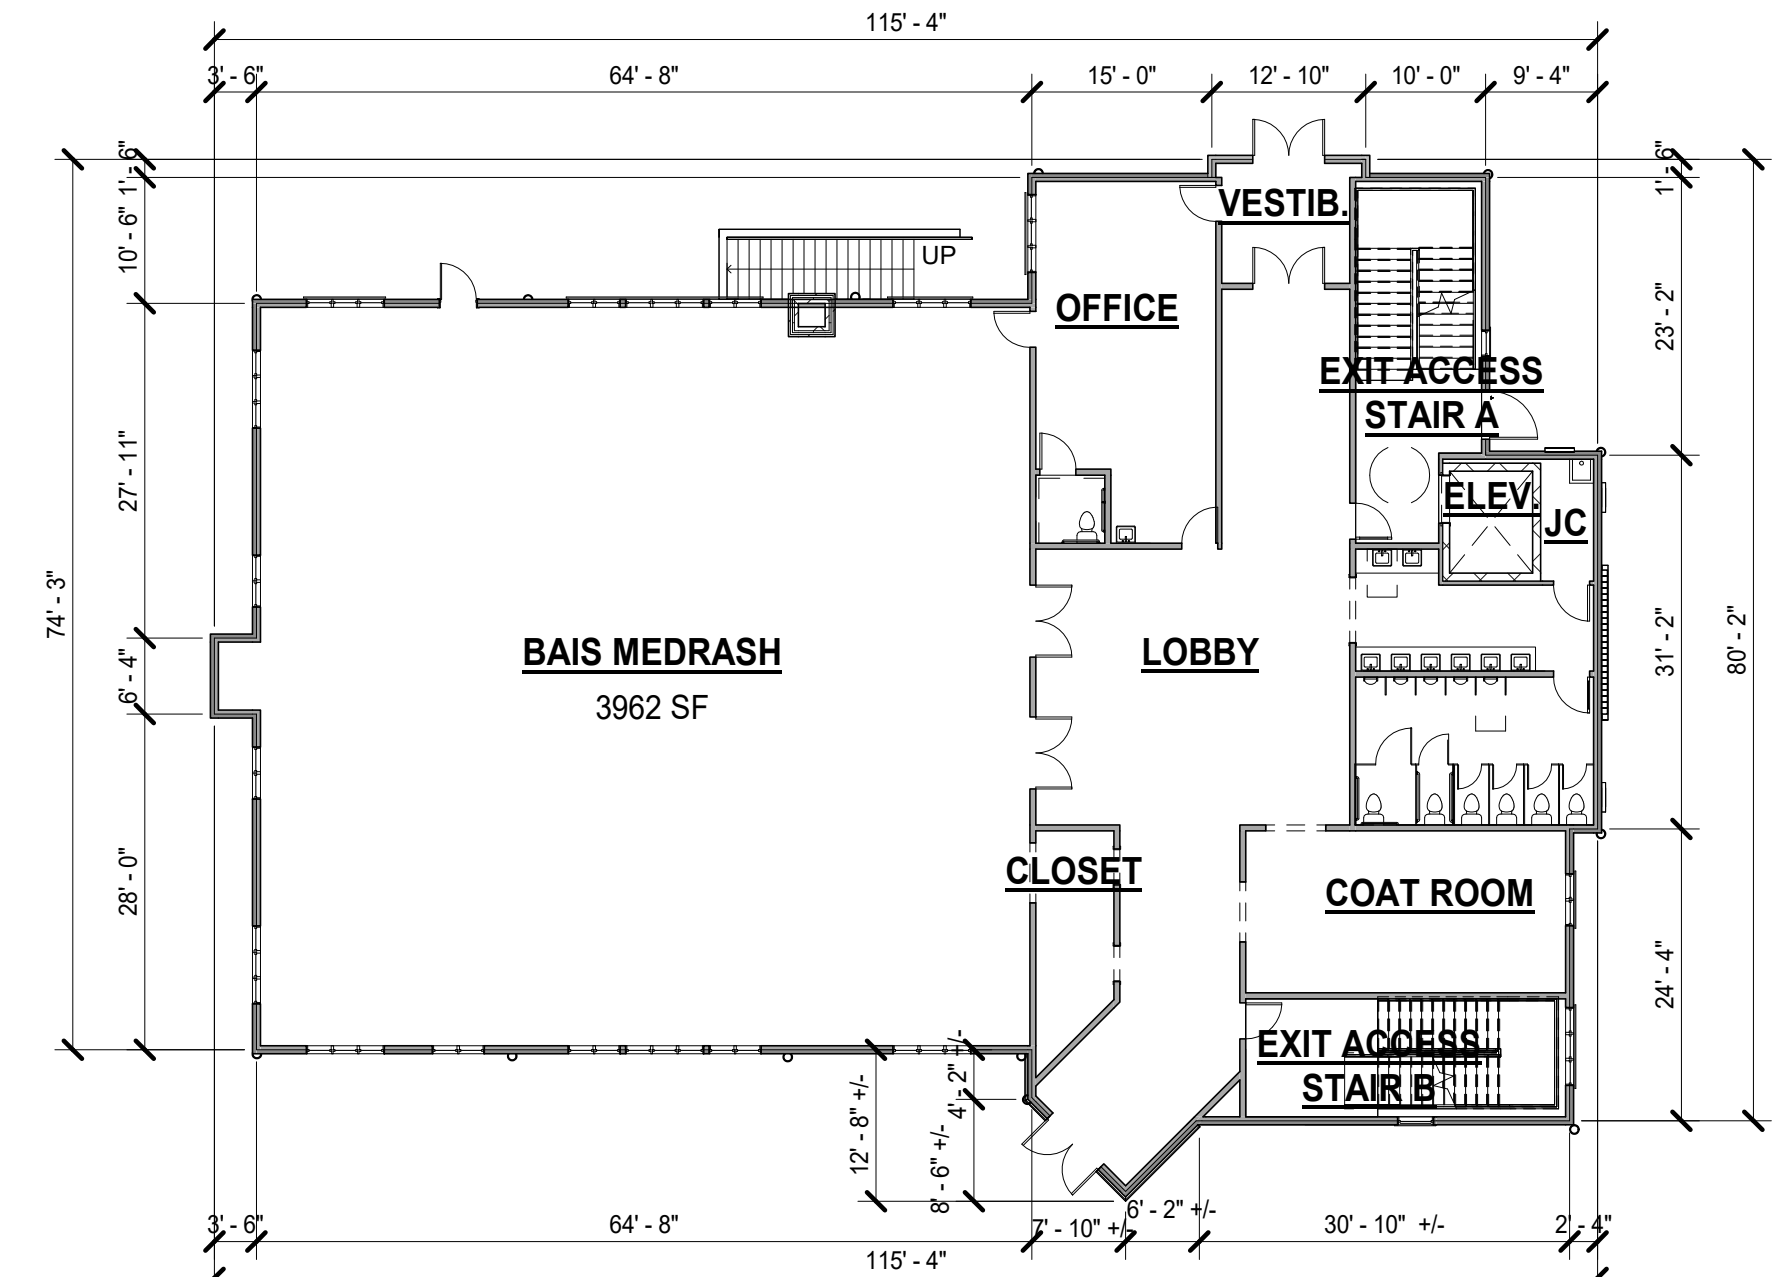 115' - 4"
3' - 6"
64' - 8"
15' - 0"
12' - 10"
10' - 0"
9' - 4"
1' - 6"
1' - 6"
VESTIB.
10' - 6"
UP
OFFICE
23' - 2"
EXIT ACCESS
STAIR A
27' - 11"
ELEV.
JC
74' - 3"
BAIS MEDRASH
3962 SF
LOBBY
6' - 4"
31' - 2"
80' - 2"
28' - 0"
CLOSET
COAT ROOM
24' - 4"
EXIT ACCESS
STAIR B
4' - 2" +/-
12' - 8" +/-
8' - 6" +/-
3' - 6"
64' - 8"
7' - 10" +/-
6' - 2" +/-
30' - 10" +/-
2' - 4"
115' - 4"